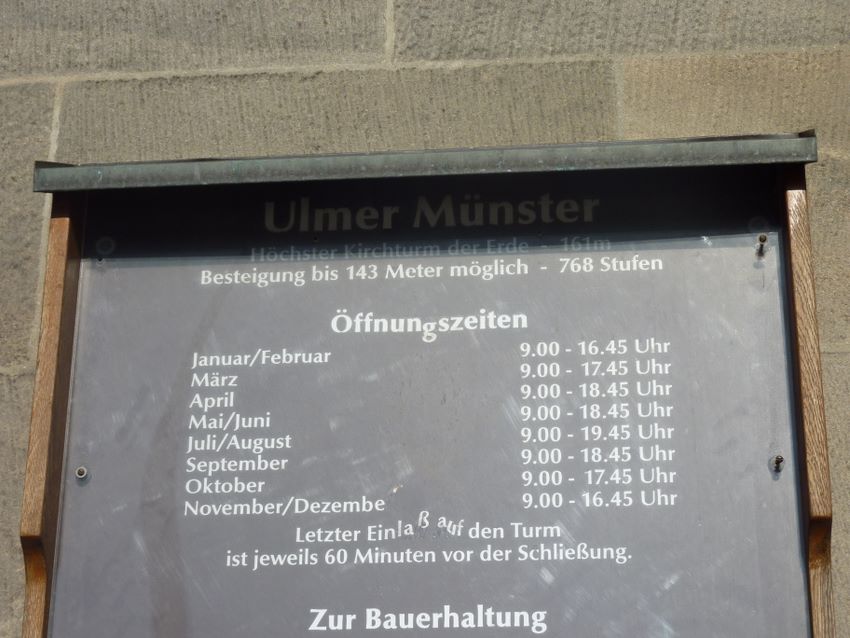 Ulmer Münster
Höchster Kirchturm der Erde - 161m
Besteigung bis 143 Meter möglich - 768 Stufen
Öffnungszeiten
Januar/Februar 9.00 - 16.45 Uhr
März 9.00 - 17.45 Uhr
April 9.00 - 18.45 Uhr
Mai/Juni 9.00 - 18.45 Uhr
Juli/August 9.00 - 19.45 Uhr
September 9.00 - 18.45 Uhr
Oktober 9.00 - 17.45 Uhr
November/Dezembe 9.00 - 16.45 Uhr
Letzter Einlaß auf den Turm
ist jeweils 60 Minuten vor der Schließung.
Zur Bauerhaltung